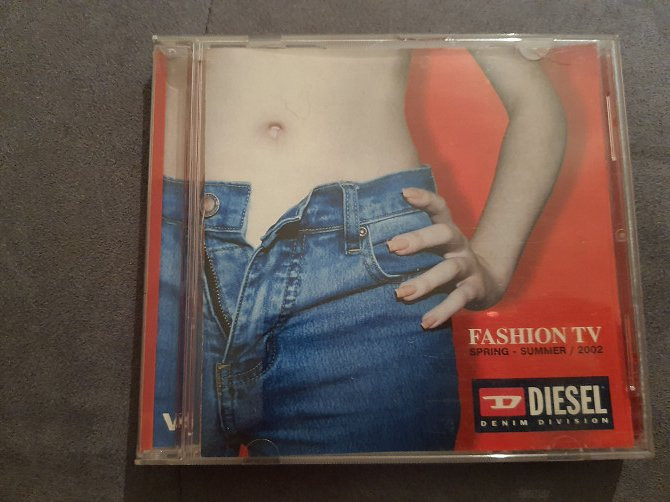 FASHION TV
SPRING - SUMMER / 2002
D DIESEL
DENIM DIVISION